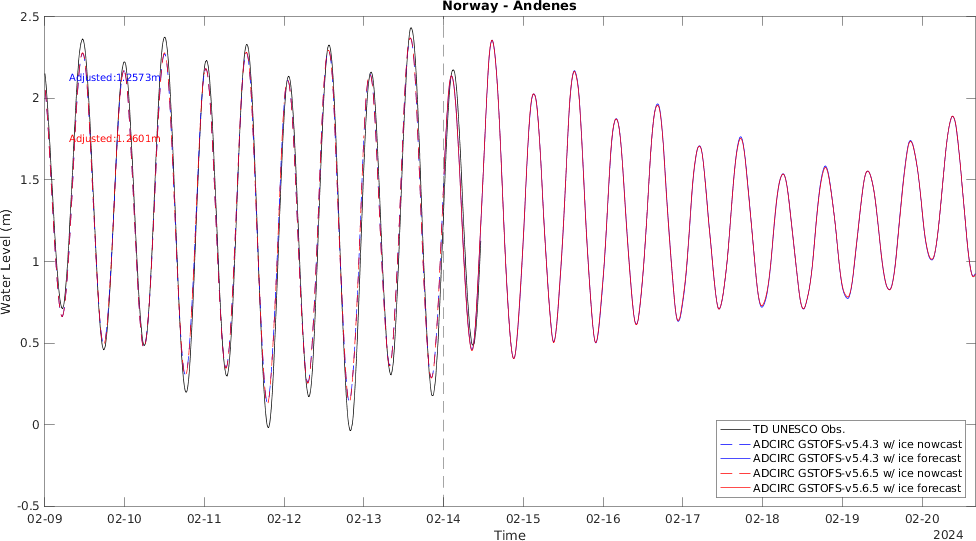 Norway - Andenes
2.5
2
1.5
1
0.5
0
-0.5
Water Level (m)
Adjusted:1.2573m
Adjusted:1.2601m
TD UNESCO Obs.
ADCIRC GSTOFS-v5.4.3 w/ ice nowcast
ADCIRC GSTOFS-v5.4.3 w/ ice forecast
ADCIRC GSTOFS-v5.6.5 w/ ice nowcast
ADCIRC GSTOFS-v5.6.5 w/ ice forecast
02-09 02-10 02-11 02-12 02-13 02-14 02-15 02-16 02-17 02-18 02-19 02-20
Time
2024